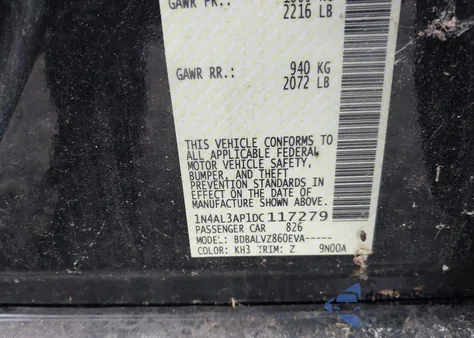 GAWR FR.:
2216 LB
GAWR RR.: 940 KG
2072 LB
THIS VEHICLE CONFORMS TO
ALL APPLICABLE FEDERAL
MOTOR VEHICLE SAFETY,
BUMPER, AND THEFT
PREVENTION STANDARDS
IN EFFECT ON THE DATE OF
MANUFACTURE SHOWN ABOVE.
1N4AL3AP1DC117279
PASSENGER CAR 826
MODEL: BDBALVZ860EVA-----
COLOR: KH3 TRIM: Z 9N00A